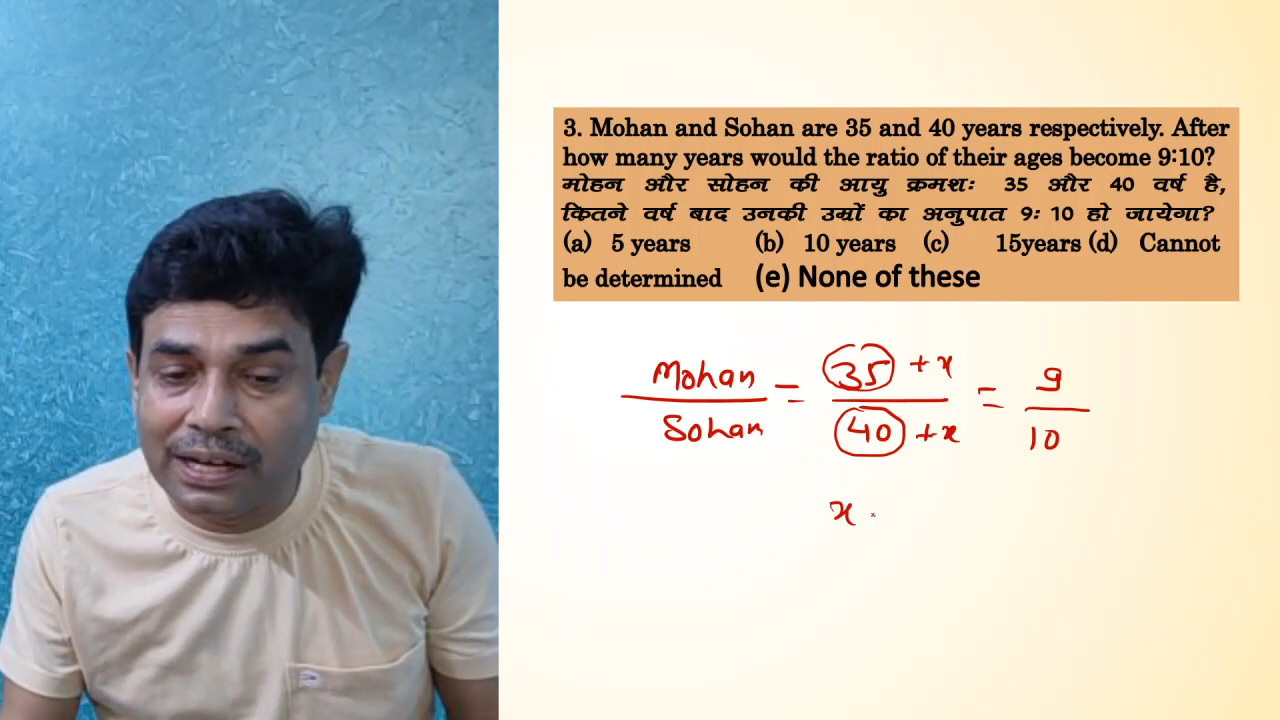 3. Mohan and Sohan are 35 and 40 years respectively. After
how many years would the ratio of their ages become 9:10?
मोहन और सोहन की आयु क्रमशः 35 और 40 वर्ष है,
कितने वर्ष बाद उनकी उम्रों का अनुपात 9: 10 हो जायेगा?
(a) 5 years (b) 10 years (c) 15years (d) Cannot
be determined (e) None of these
Mohan = 35 + x = 9
Sohan 40 + x 10
x